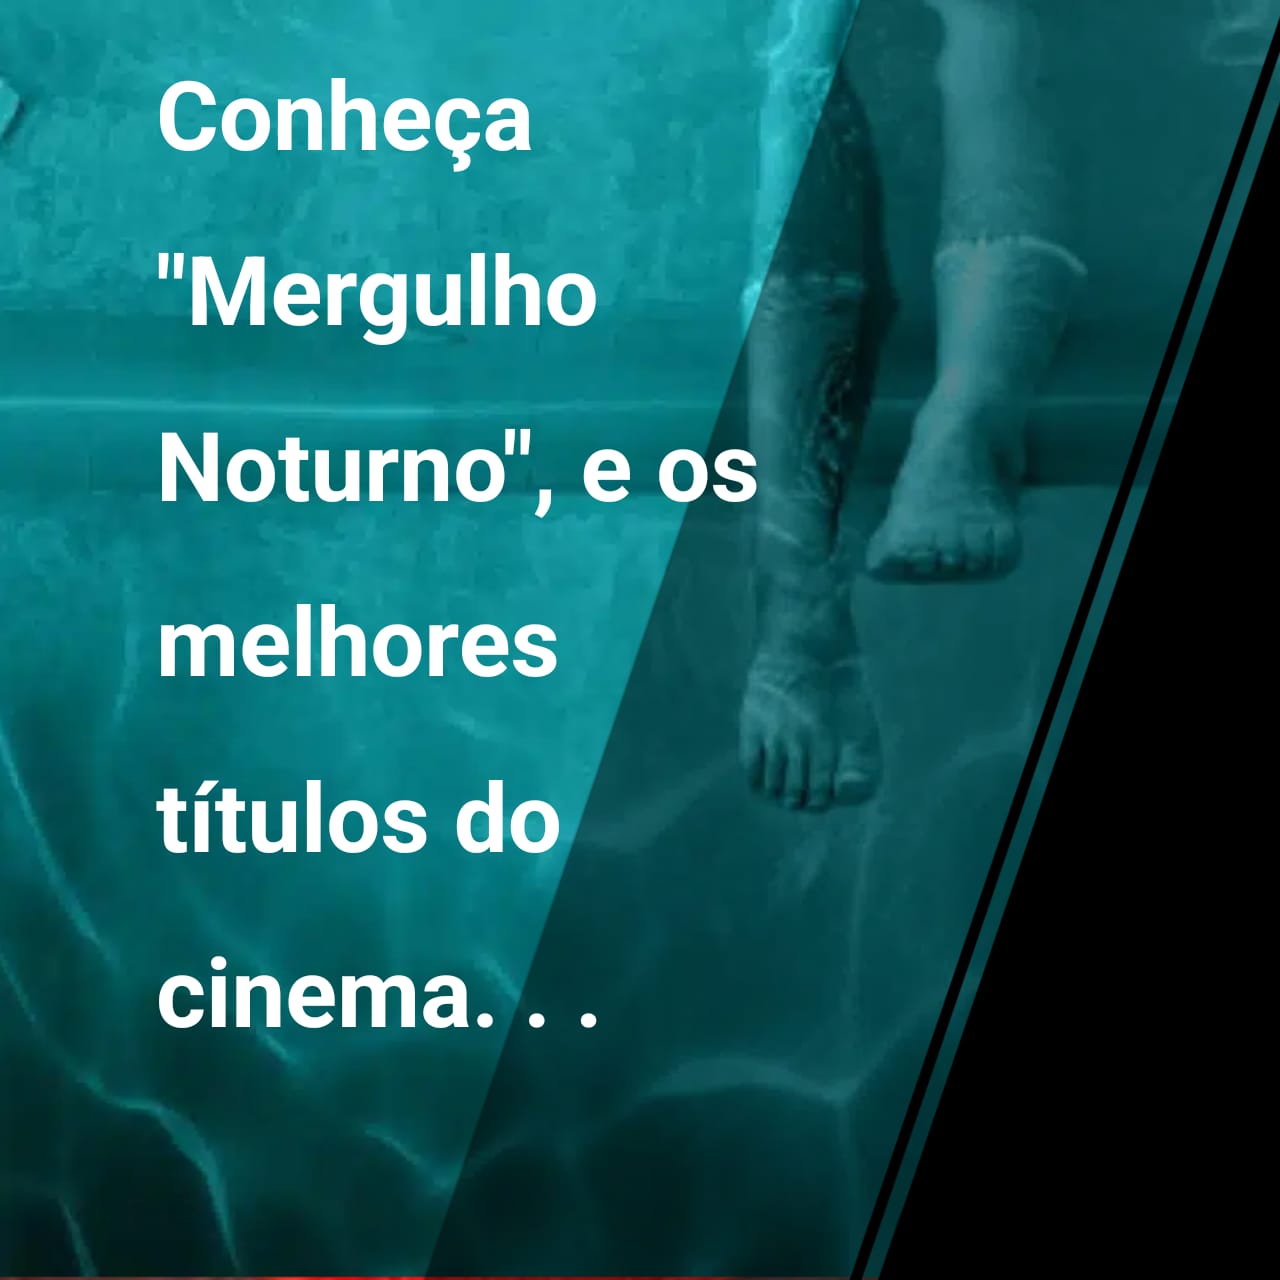 Conheça
"Mergulho
Noturno", e os
melhores
títulos do
cinema. . .